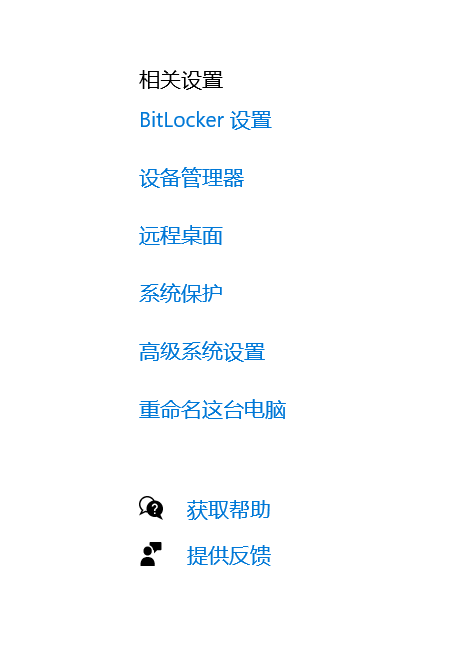 相关设置
BitLocker 设置
设备管理器
远程桌面
系统保护
高级系统设置
重命名这台电脑
获取帮助
提供反馈